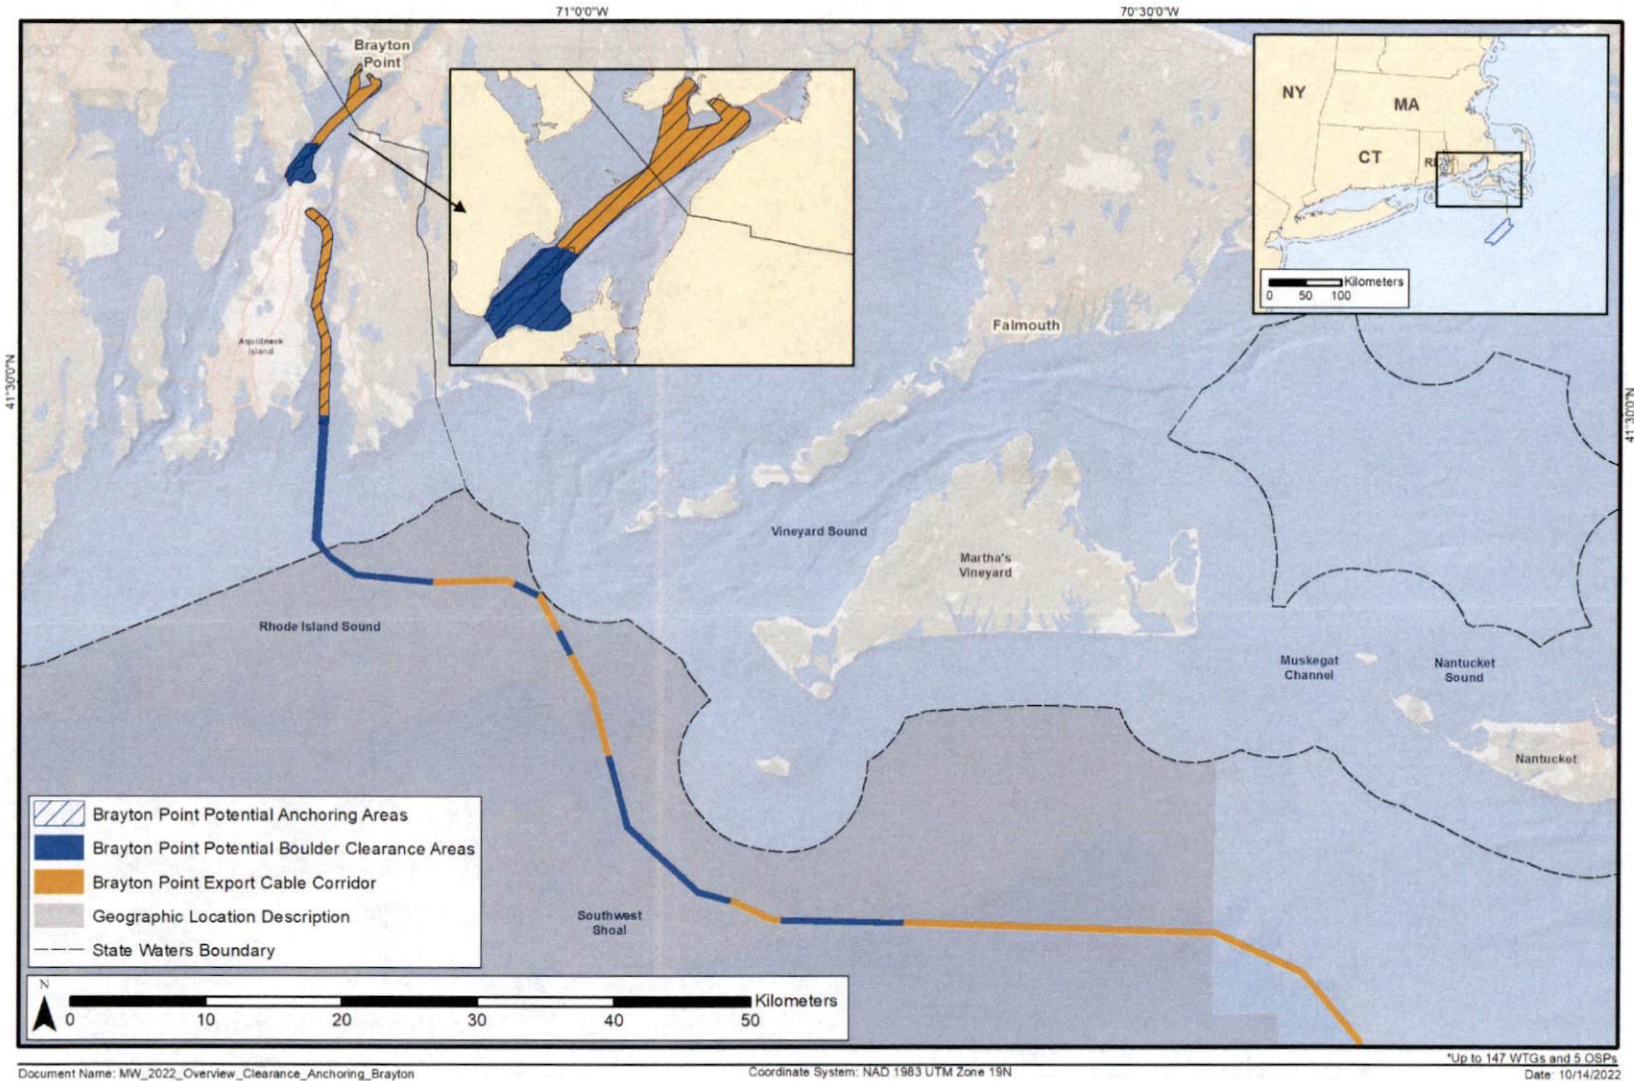 71°0'0"W
70°30'0"W
Brayton
Point
NY
MA
CT
RI
Kilometers
0 50 100
41°30'0"N
41°30'0"N
Aquidneck
Island
Falmouth
Vineyard Sound
Martha's
Vineyard
Rhode Island Sound
Muskegat
Channel
Nantucket
Sound
Nantucket
Brayton Point Potential Anchoring Areas
Brayton Point Potential Boulder Clearance Areas
Brayton Point Export Cable Corridor
Geographic Location Description
State Waters Boundary
Southwest
Shoal
N
Kilometers
0 10 20 30 40 50
*Up to 147 WTGs and 5 OSPs
Document Name: MW_2022_Overview_Clearance_Anchoring_Brayton
Coordinate System: NAD 1983 UTM Zone 19N
Date: 10/14/2022